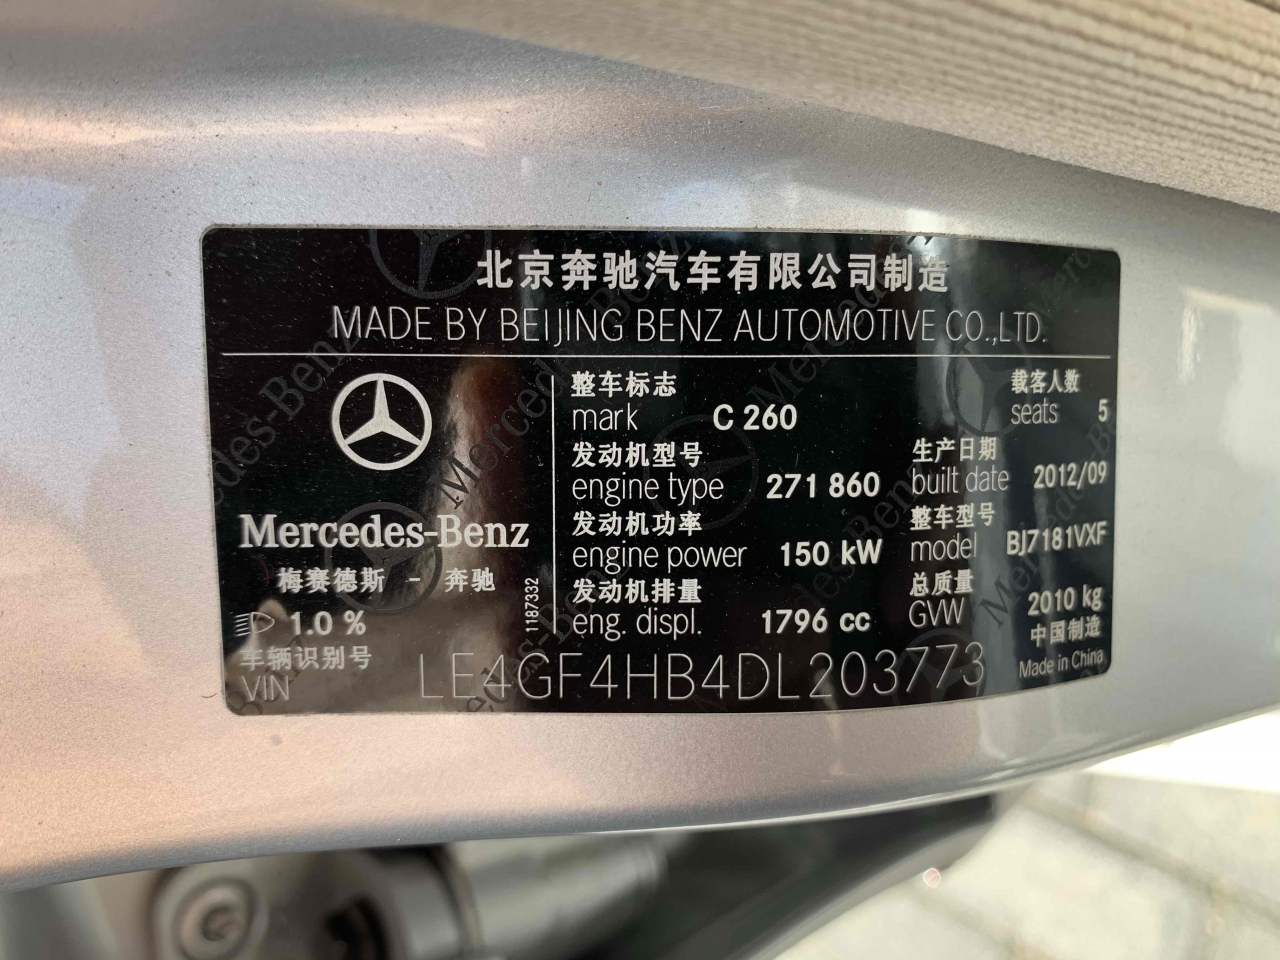 北京奔驰汽车有限公司制造
MADE BY BEIJING BENZ AUTOMOTIVE CO.,LTD.
Mercedes-Benz
梅赛德斯 - 奔驰
1.0 %
1187332
整车标志
mark C 260
载客人数
seats 5
发动机型号
engine type 271 860
生产日期
built date 2012/09
发动机功率
engine power 150 kW
整车型号
model BJ7181VXF
发动机排量
eng. displ. 1796 cc
总质量
GVW 2010 kg
中国制造
Made in China
车辆识别号
VIN LE4GF4HB4DL203773